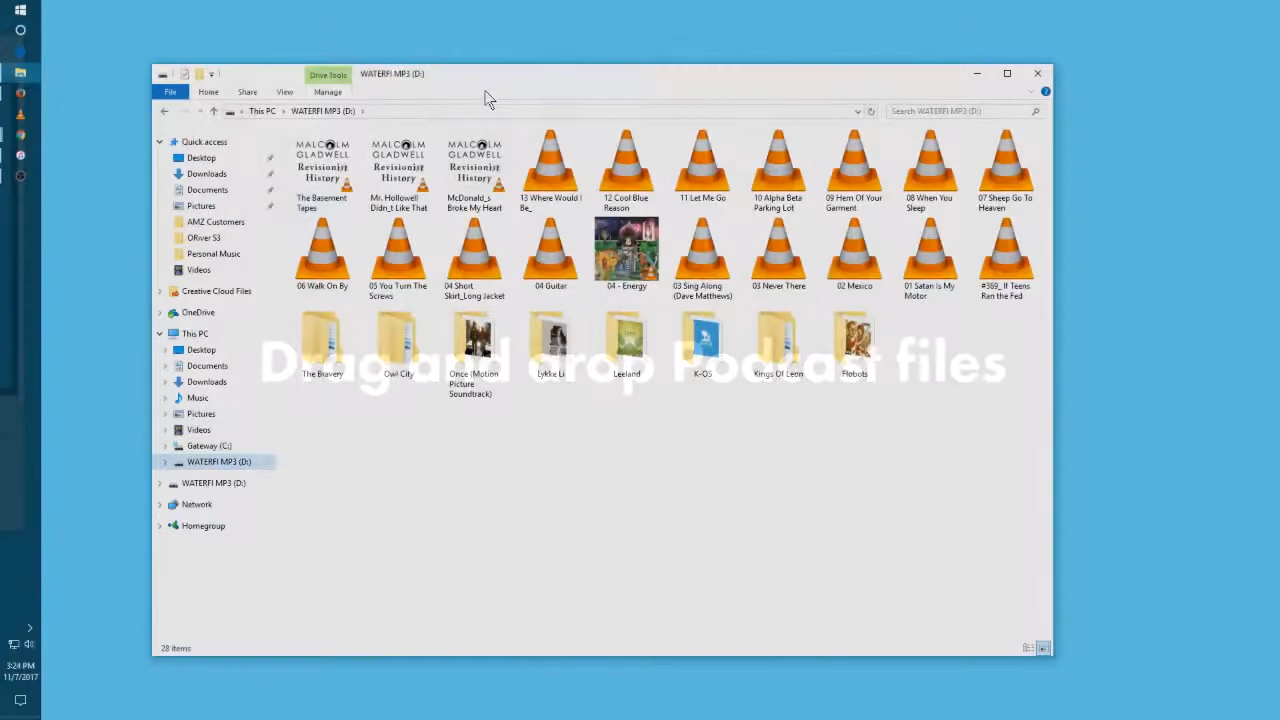 Drive Tools
WATERFI MP3 (D:)
File
Home
Share
View
Manage
This PC
WATERFI MP3 (D:)
Search WATERFI MP3 (D:)
Quick access
Desktop
Downloads
Documents
Pictures
AMZ Customers
ORiver S3
Personal Music
Videos
Creative Cloud Files
OneDrive
This PC
Desktop
Documents
Downloads
Music
Pictures
Videos
Gateway (C:)
WATERFI MP3 (D:)
WATERFI MP3 (D:)
Network
Homegroup
MALCOLM
GLADWELL
Revisionist
History
MALCOLM
GLADWELL
Revisionist
History
MALCOLM
GLADWELL
Revisionist
History
The Basement
Tapes
Mr. Hollowell
Didn_t Like That
McDonald_s
Broke My Heart
13 Where Would I
Be_
12 Cool Blue
Reason
11 Let Me Go
10 Alpha Beta
Parking Lot
09 Hem Of Your
Garment
08 When You
Sleep
07 Sheep Go To
Heaven
06 Walk On By
05 You Turn The
Screws
04 Short
Skirt_Long Jacket
04 Guitar
04 - Energy
03 Sing Along
(Dave Matthews)
03 Never There
02 Mexico
01 Satan Is My
Motor
#369_ If Teens
Ran the Fed
The Bravery
Owl City
Once (Motion
Picture
Soundtrack)
Lykke Li
Leeland
K-OS
Kings Of Leon
Flobots
Drag and drop Podcast files
28 items
3:24 PM
11/7/2017